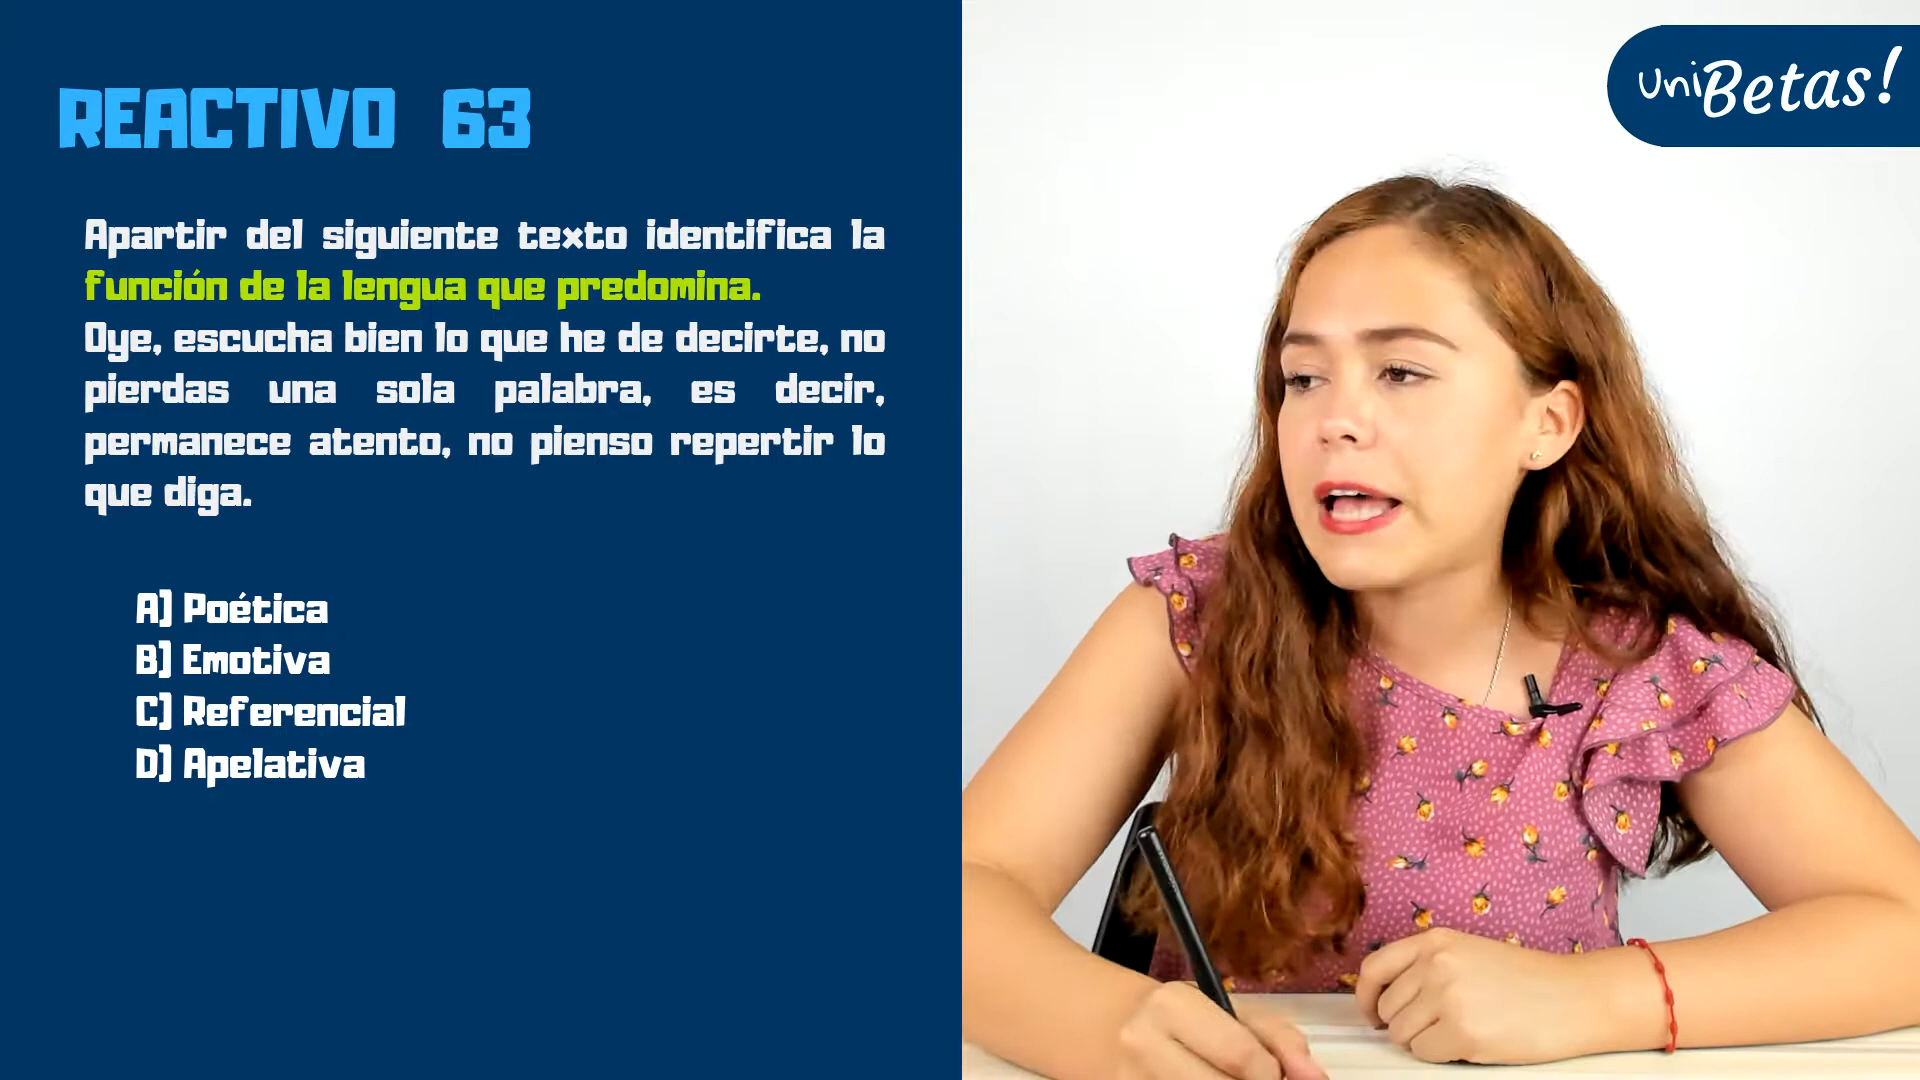 REACTIVO 63
uniBetas!
Apartir del siguiente texto identifica la
función de la lengua que predomina.
Oye, escucha bien lo que he de decirte, no
pierdas una sola palabra, es decir,
permanece atento, no pienso repertir lo
que diga.
A] Poética
B] Emotiva
C] Referencial
D] Apelativa